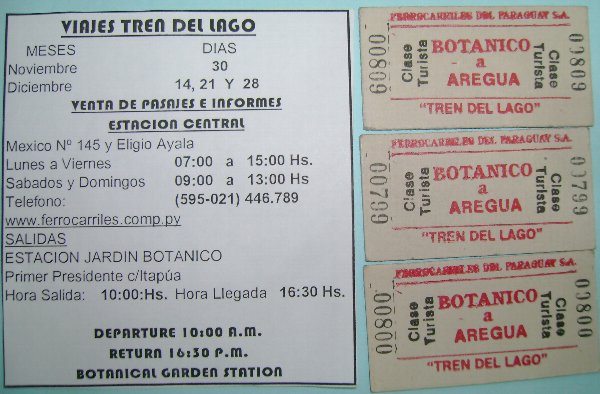 VIAJES TREN DEL LAGO
MESES DIAS
Noviembre 30
Diciembre 14, 21 Y 28
VENTA DE PASAJES E INFORMES
ESTACION CENTRAL
Mexico Nº 145 y Eligio Ayala
Lunes a Viernes 07:00 a 15:00 Hs.
Sabados y Domingos 09:00 a 13:00 Hs
Telefono: (595-021) 446.789
www.ferrocarriles.comp.py
SALIDAS
ESTACION JARDIN BOTANICO
Primer Presidente c/Itapúa
Hora Salida: 10:00:Hs. Hora Llegada 16:30 Hs.
DEPARTURE 10:00 A.M.
RETURN 16:30 P.M.
BOTANICAL GARDEN STATION
FERROCARRILES DEL PARAGUAY S.A.
Clase
Turista
BOTANICO
a
AREGUA
Clase
Turista
00809
"TREN DEL LAGO"
FERROCARRILES DEL PARAGUAY S.A.
00799
Clase
Turista
BOTANICO
a
AREGUA
Clase
Turista
00799
"TREN DEL LAGO"
FERROCARRILES DEL PARAGUAY S.A.
00800
Clase
Turista
BOTANICO
a
AREGUA
Clase
Turista
00800
"TREN DEL LAGO"